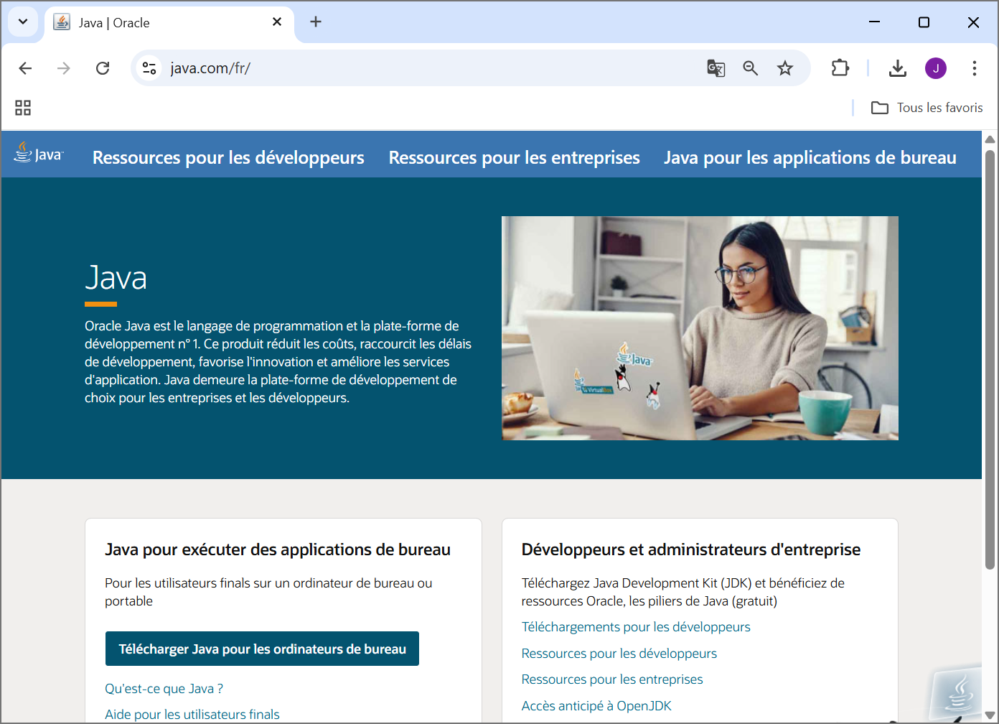 Java | Oracle
java.com/fr/
J
Tous les favoris
Java
Ressources pour les développeurs
Ressources pour les entreprises
Java pour les applications de bureau
Java
Oracle Java est le langage de programmation et la plate-forme de
développement n° 1. Ce produit réduit les coûts, raccourcit les délais
de développement, favorise l'innovation et améliore les services
d'application. Java demeure la plate-forme de développement de
choix pour les entreprises et les développeurs.
Java
VirtualBox
Java pour exécuter des applications de bureau
Pour les utilisateurs finals sur un ordinateur de bureau ou
portable
Télécharger Java pour les ordinateurs de bureau
Qu'est-ce que Java ?
Aide pour les utilisateurs finals
Développeurs et administrateurs d'entreprise
Téléchargez Java Development Kit (JDK) et bénéficiez de
ressources Oracle, les piliers de Java (gratuit)
Téléchargements pour les développeurs
Ressources pour les développeurs
Ressources pour les entreprises
Accès anticipé à OpenJDK